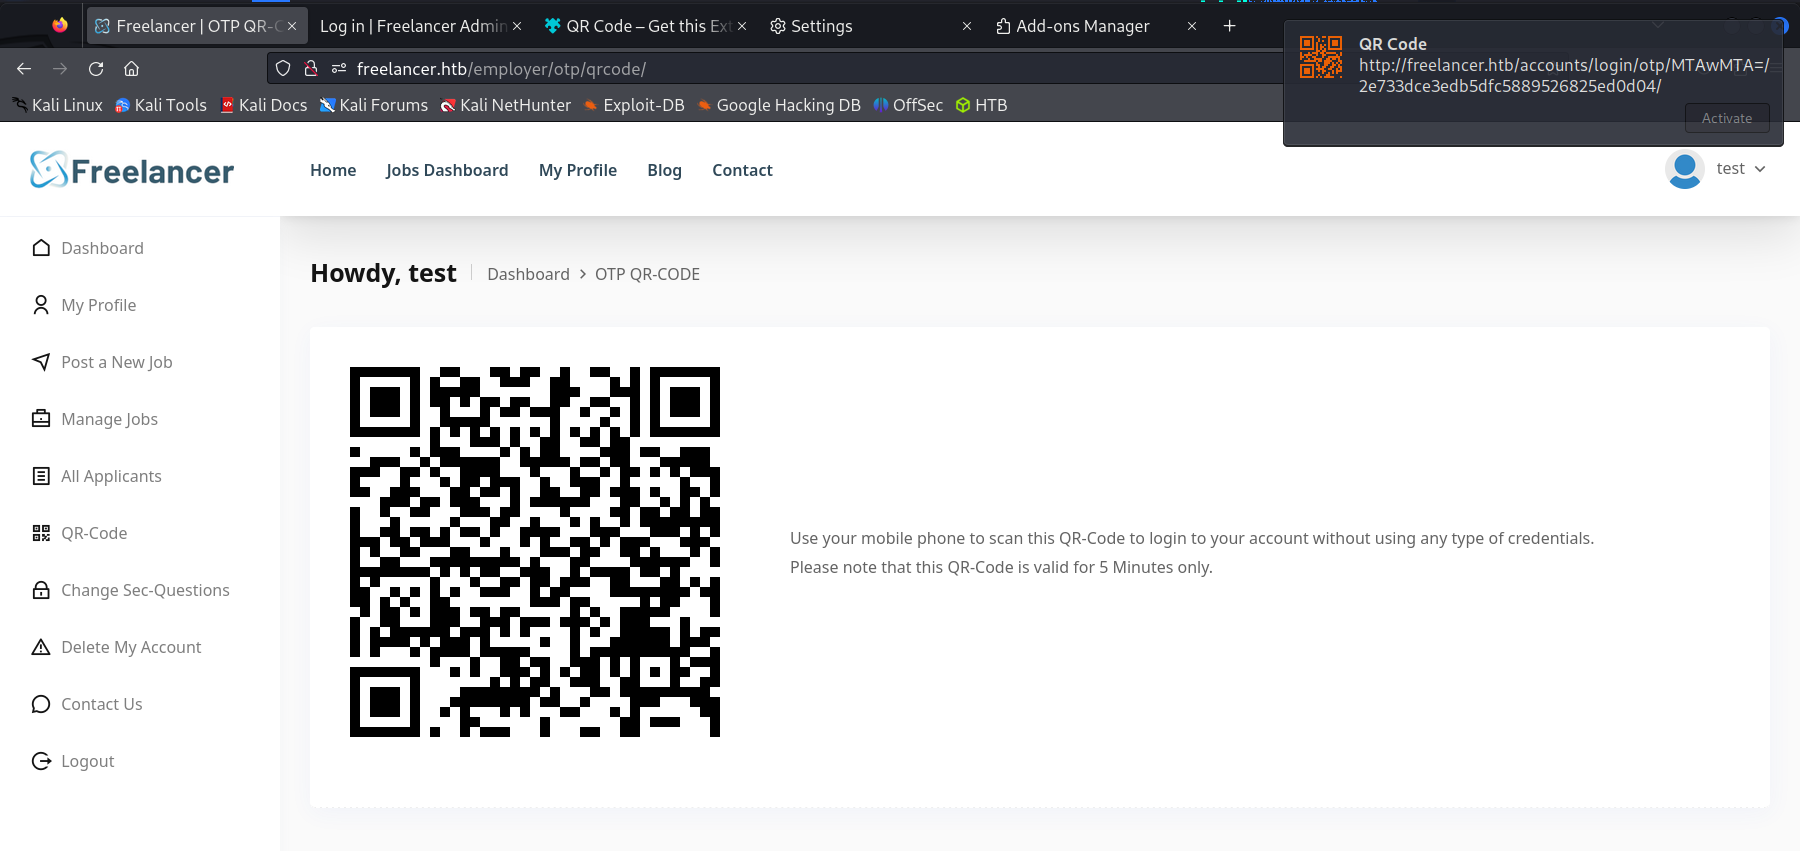 Freelancer | OTP QR-C
Log in | Freelancer Admin
QR Code – Get this Ext
Settings
Add-ons Manager
freelancer.htb/employer/otp/qrcode/
QR Code
http://freelancer.htb/accounts/login/otp/MTAwMTA=/
2e733dce3edb5dfc5889526825ed0d04/
Activate
Kali Linux
Kali Tools
Kali Docs
Kali Forums
Kali NetHunter
Exploit-DB
Google Hacking DB
OffSec
HTB
Freelancer
Home
Jobs Dashboard
My Profile
Blog
Contact
test
Dashboard
My Profile
Post a New Job
Manage Jobs
All Applicants
QR-Code
Change Sec-Questions
Delete My Account
Contact Us
Logout
Howdy, test
Dashboard > OTP QR-CODE
Use your mobile phone to scan this QR-Code to login to your account without using any type of credentials.
Please note that this QR-Code is valid for 5 Minutes only.